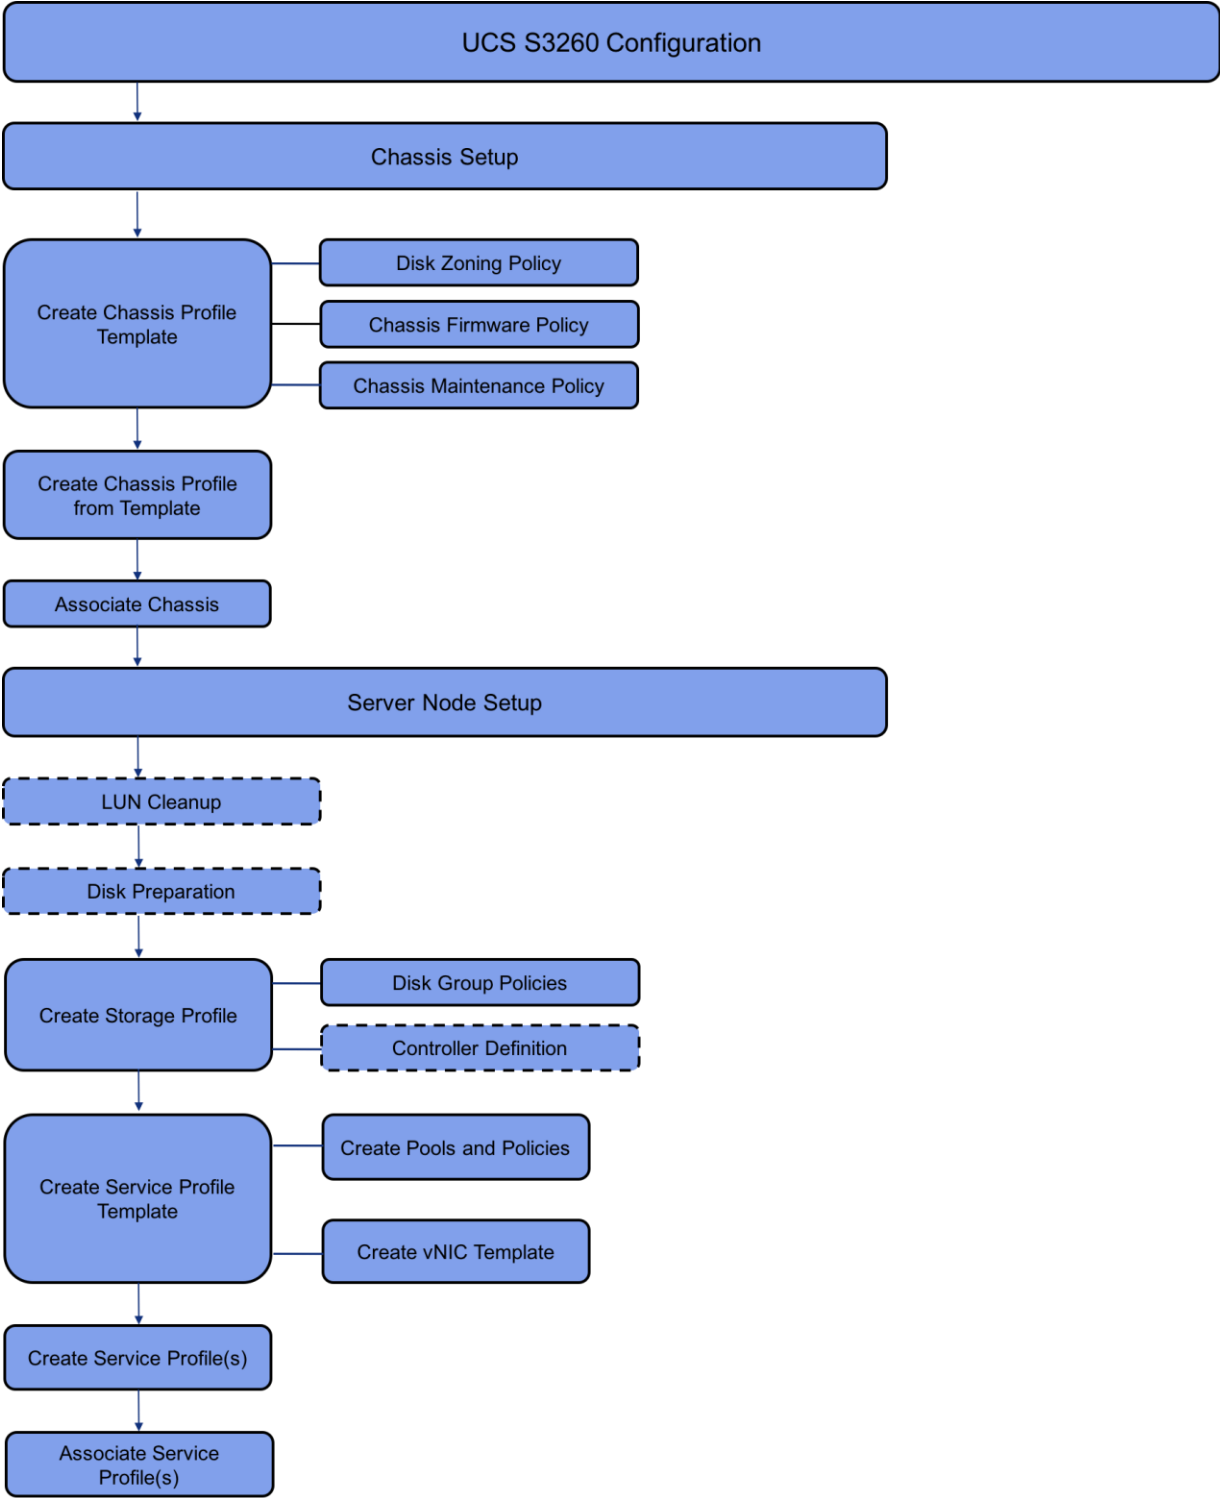 UCS S3260 Configuration
Chassis Setup
Create Chassis Profile
Template
Disk Zoning Policy
Chassis Firmware Policy
Chassis Maintenance Policy
Create Chassis Profile
from Template
Associate Chassis
Server Node Setup
LUN Cleanup
Disk Preparation
Create Storage Profile
Disk Group Policies
Controller Definition
Create Service Profile
Template
Create Pools and Policies
Create vNIC Template
Create Service Profile(s)
Associate Service
Profile(s)